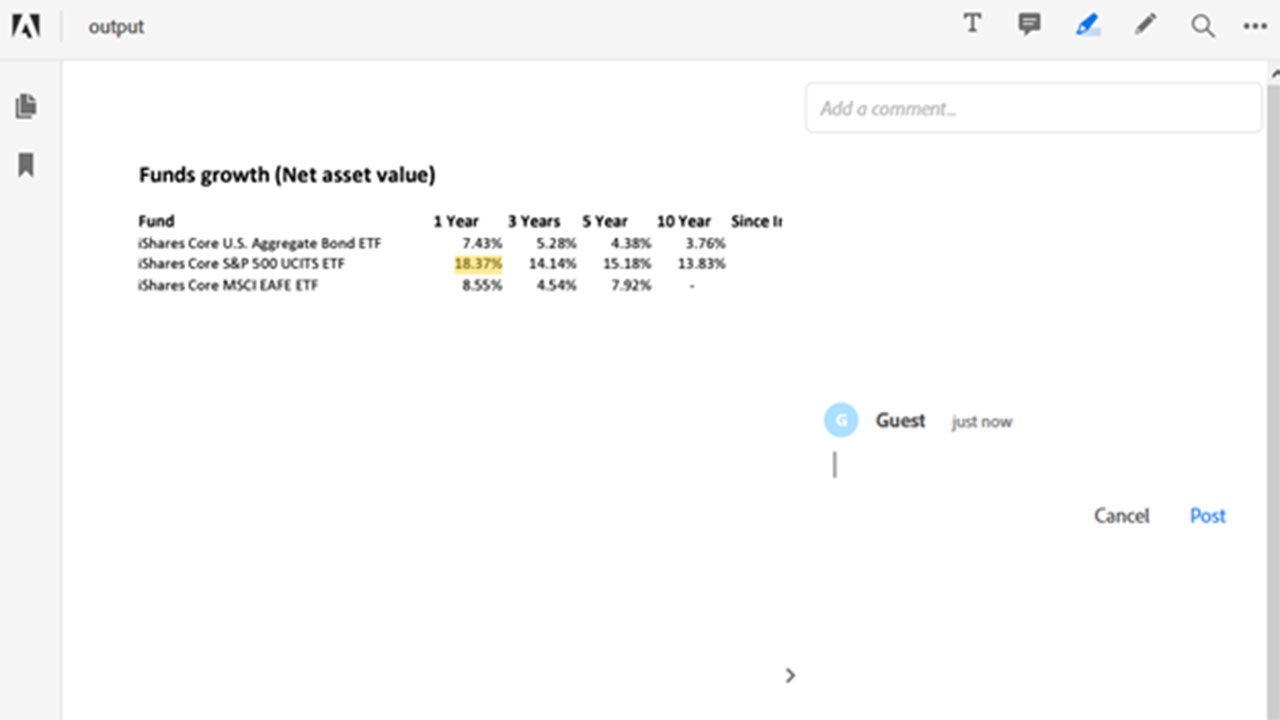 output
Add a comment...
Funds growth (Net asset value)
Fund 1 Year 3 Years 5 Year 10 Year Since
iShares Core U.S. Aggregate Bond ETF 7.43% 5.28% 4.38% 3.76%
iShares Core S&P 500 UCITS ETF 18.37% 14.14% 15.18% 13.83%
iShares Core MSCI EAFE ETF 8.55% 4.54% 7.92% -
G Guest just now
Cancel Post